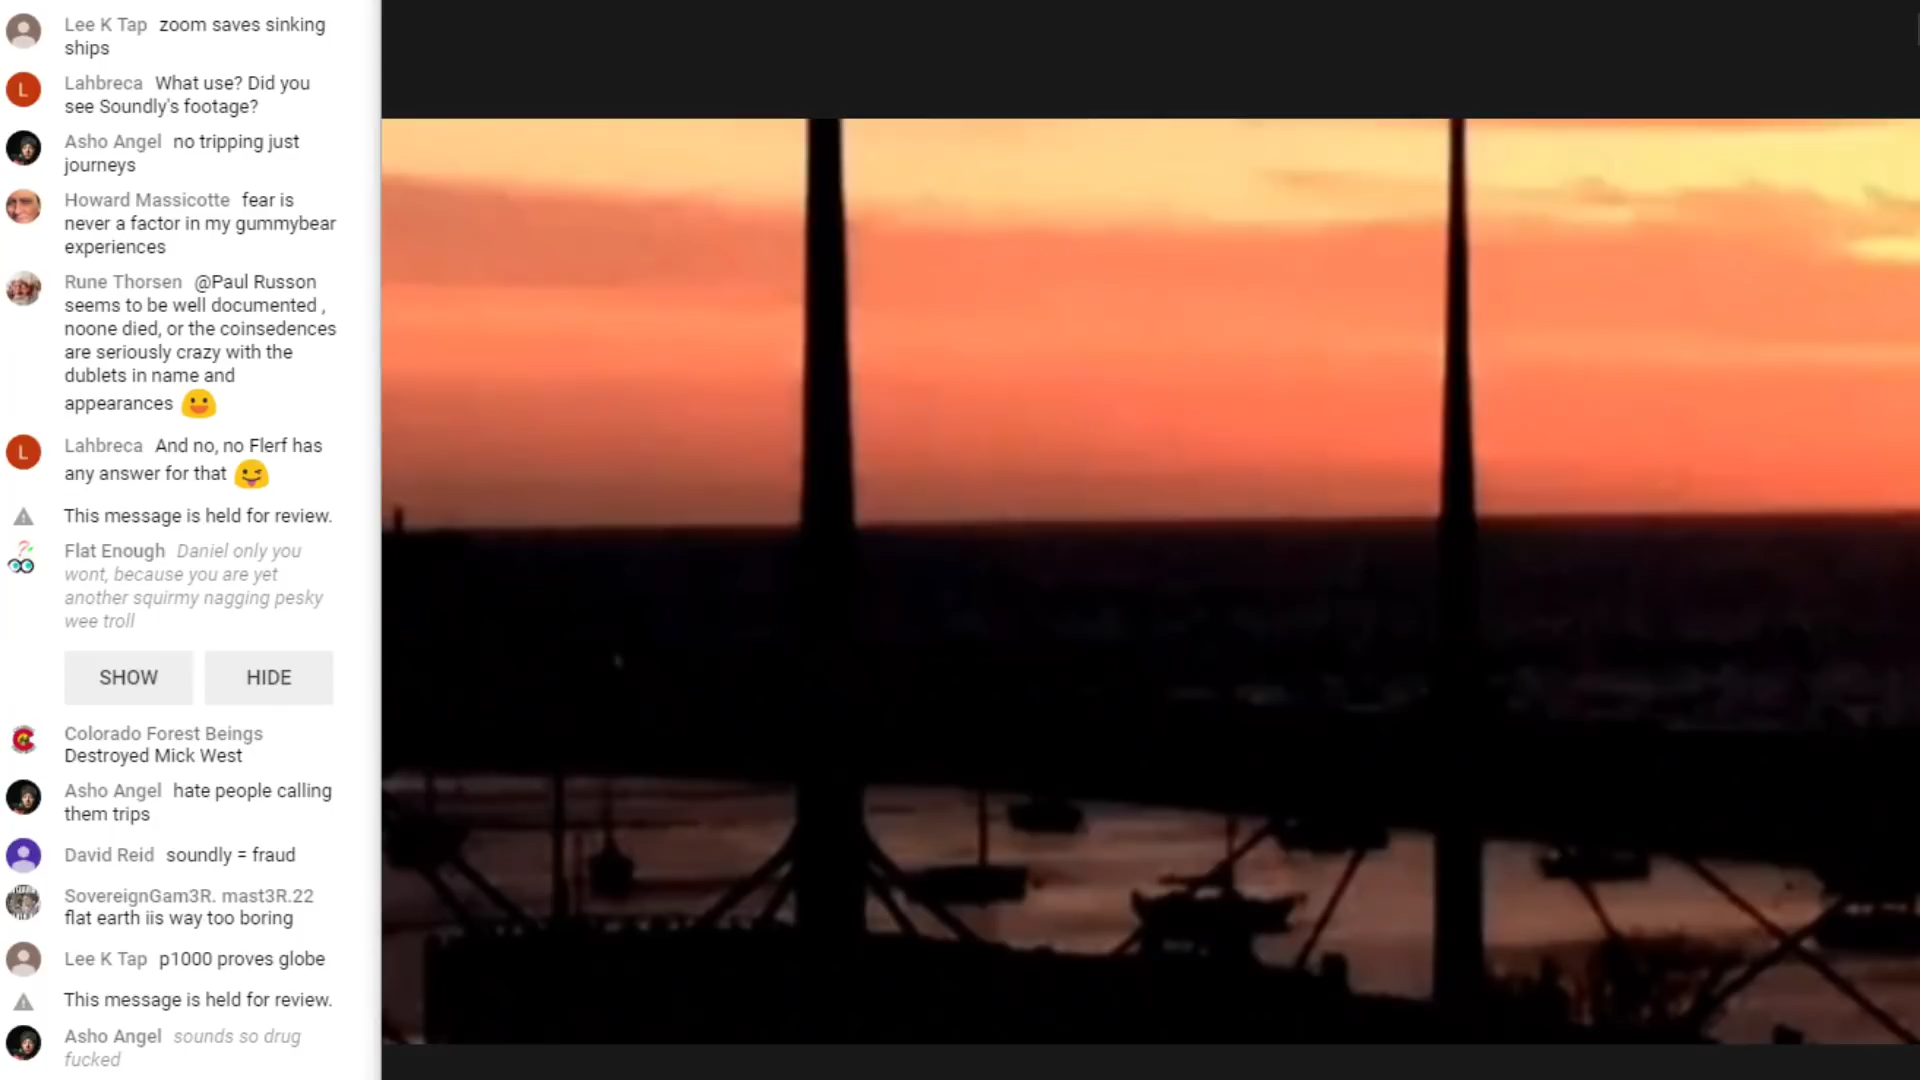 Lee K Tap zoom saves sinking
ships
L
Lahbreca What use? Did you
see Soundly's footage?
Asho Angel no tripping just
journeys
Howard Massicotte fear is
never a factor in my gummybear
experiences
Rune Thorsen @Paul Russon
seems to be well documented ,
noone died, or the coinsedences
are seriously crazy with the
dublets in name and
appearances
L
Lahbreca And no, no Flerf has
any answer for that
This message is held for review.
Flat Enough Daniel only you
wont, because you are yet
another squirmy nagging pesky
wee troll
SHOW HIDE
Colorado Forest Beings
Destroyed Mick West
Asho Angel hate people calling
them trips
David Reid soundly = fraud
SovereignGam3R. mast3R.22
flat earth iis way too boring
Lee K Tap p1000 proves globe
This message is held for review.
Asho Angel sounds so drug
fucked